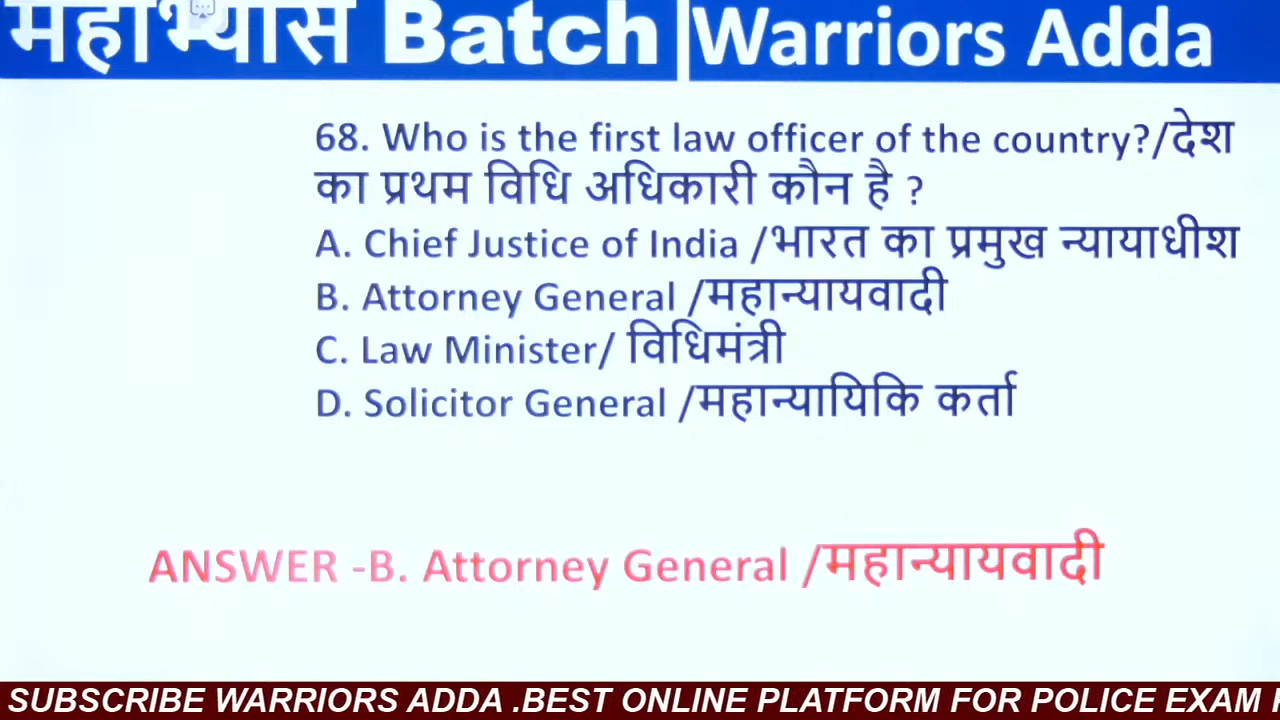 महाभ्यास Batch Warriors Adda
68. Who is the first law officer of the country?/देश
का प्रथम विधि अधिकारी कौन है ?
A. Chief Justice of India /भारत का प्रमुख न्यायाधीश
B. Attorney General /महान्यायवादी
C. Law Minister/ विधिमंत्री
D. Solicitor General /महान्यायिकि कर्ता
ANSWER -B. Attorney General /महान्यायवादी
SUBSCRIBE WARRIORS ADDA .BEST ONLINE PLATFORM FOR POLICE EXAM